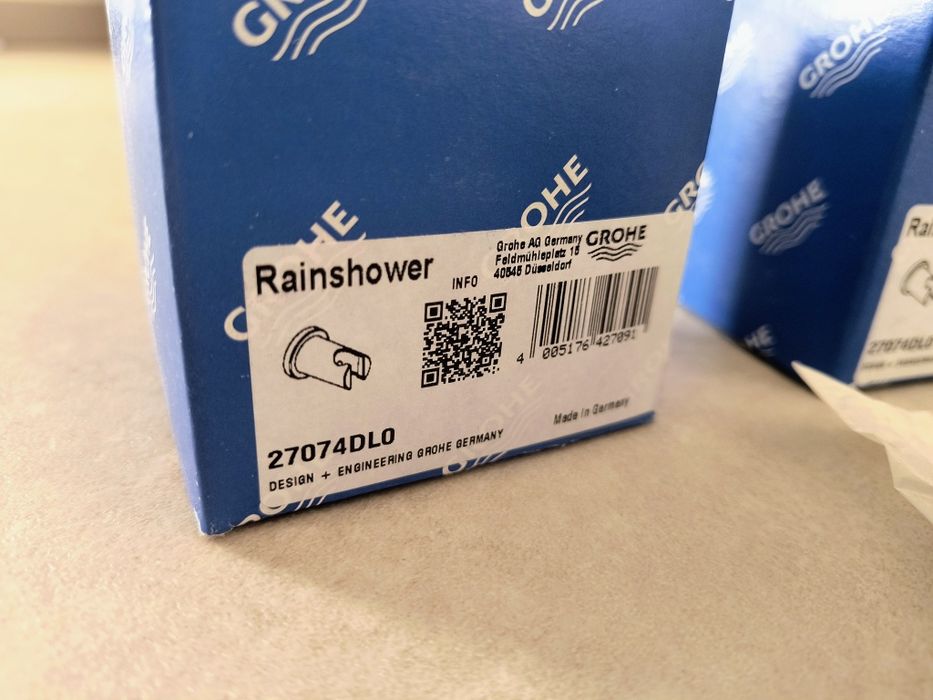 GROHE
GROHE
GROHE
Rainshower
INFO
Grohe AG Germany
Feldmühleplatz 15
40545 Düsseldorf
GROHE
4 005176 427091
Made in Germany
27074DL0
DESIGN + ENGINEERING GROHE GERMANY
GROHE
GROHE
27074DL0